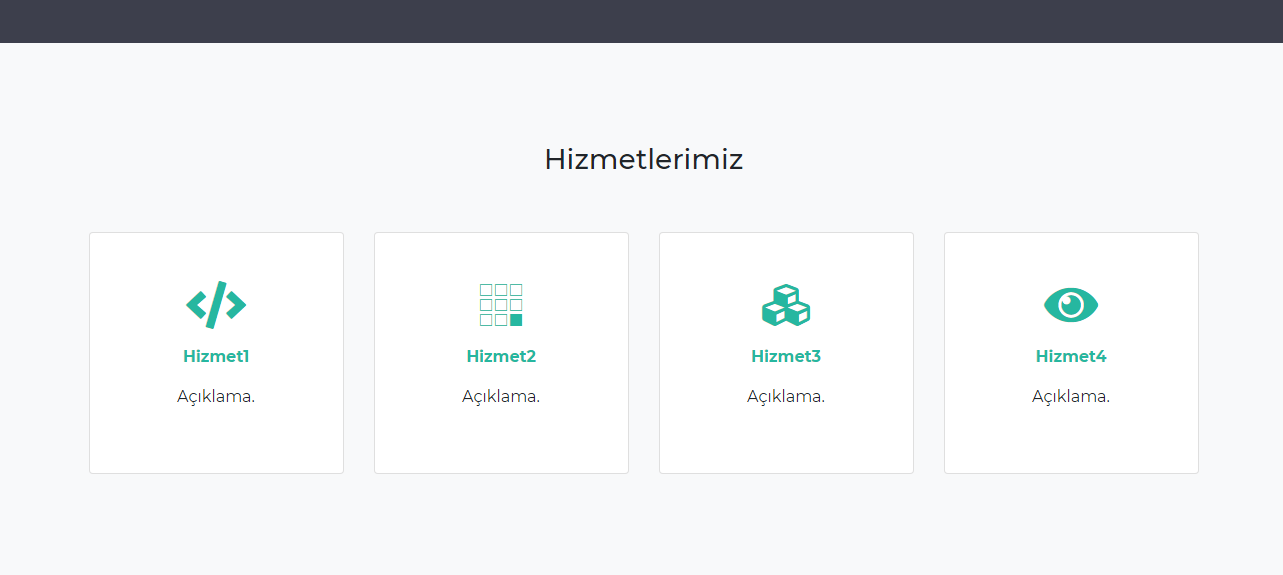 Hizmetlerimiz
Hizmet1
Açıklama.
Hizmet2
Açıklama.
Hizmet3
Açıklama.
Hizmet4
Açıklama.